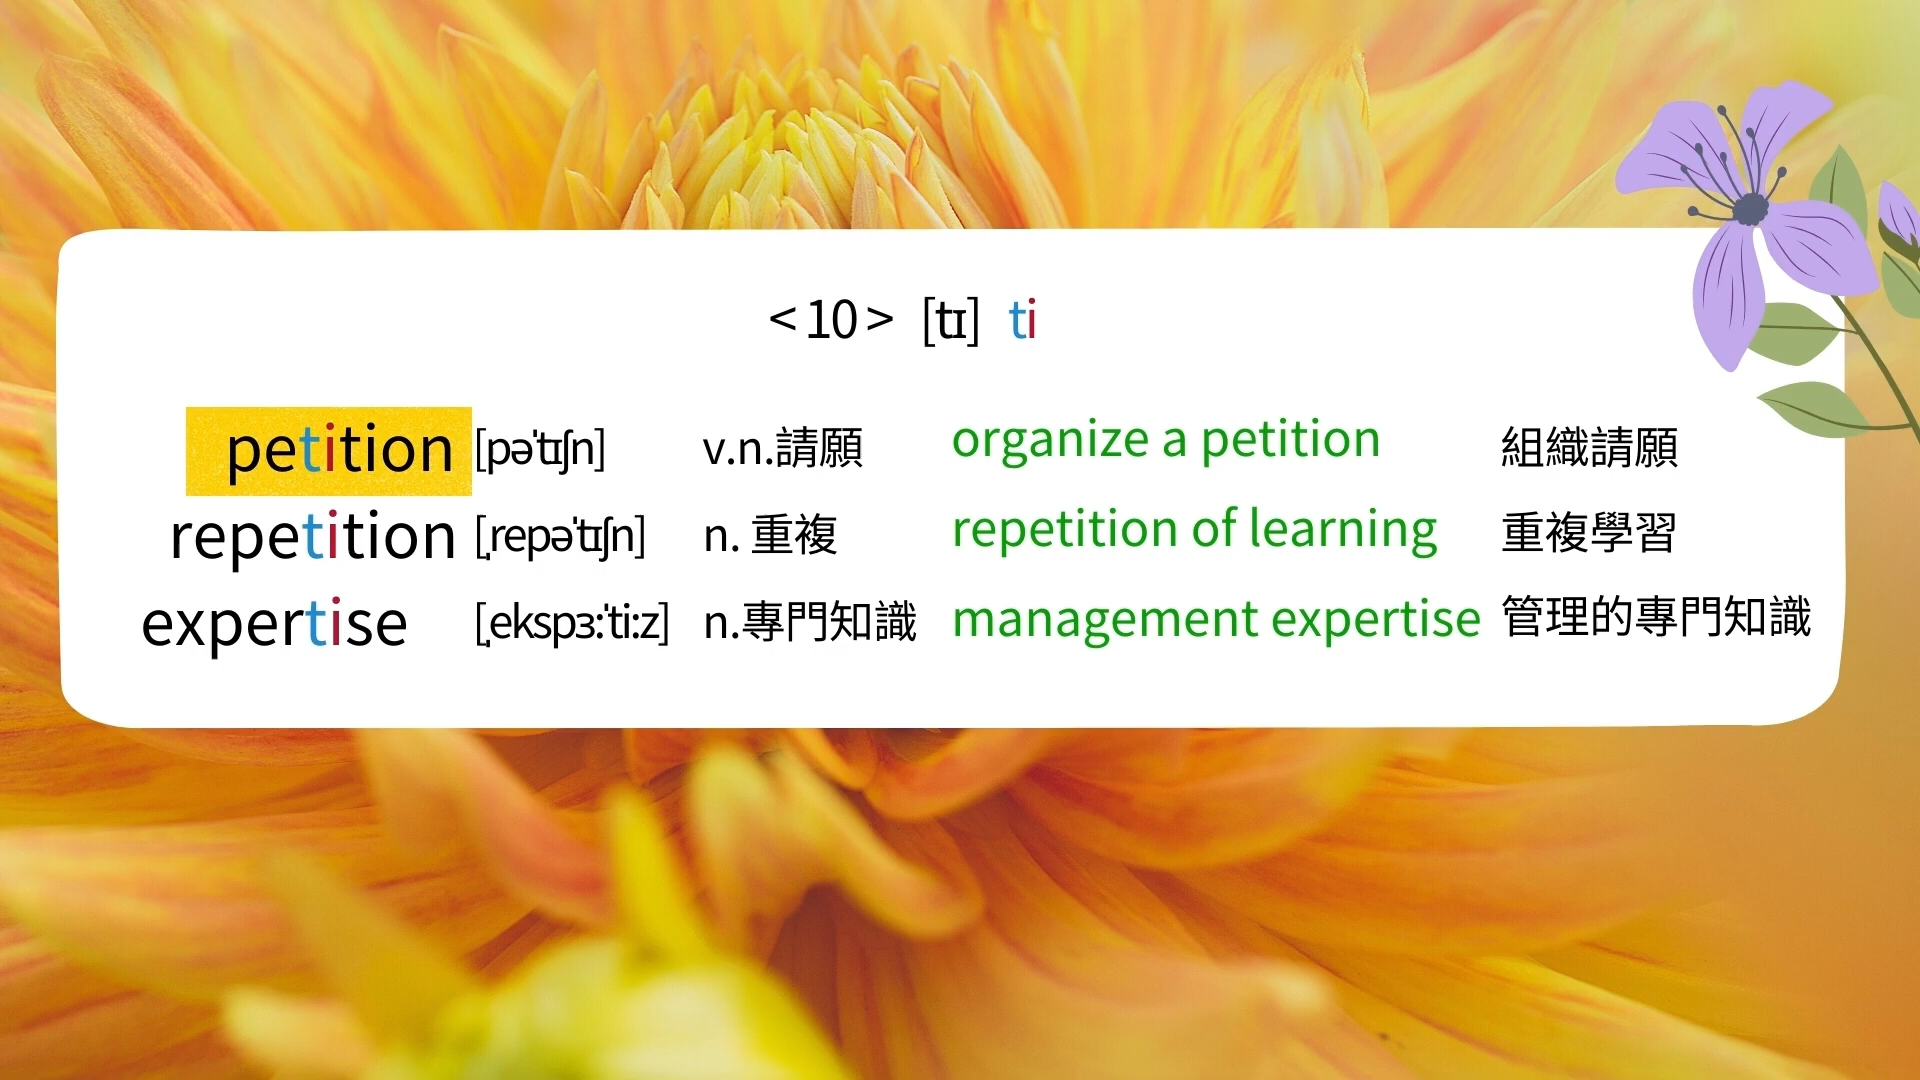 <10> [tɪ] ti
petition [pə'tɪʃn] v.n.請願 organize a petition 組織請願
repetition [ˌrepə'tɪʃn] n. 重複 repetition of learning 重複學習
expertise [ˌekspɜː'tiːz] n.專門知識 management expertise 管理的專門知識